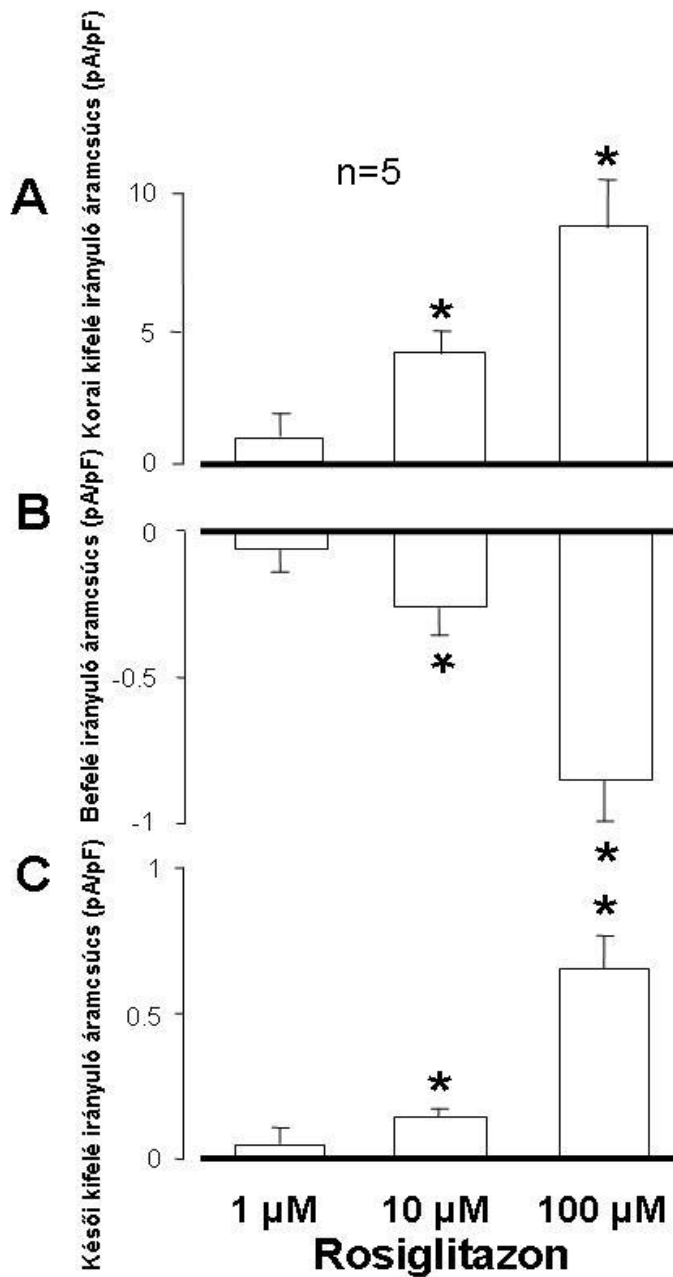 A
Korai kifelé irányuló áramcsúcs (pA/pF)
n=5
*
*
10
5
0
B
Befelé irányuló áramcsúcs (pA/pF)
0
-0.5
-1
*
*
C
Késői kifelé irányuló áramcsúcs (pA/pF)
1
0.5
0
*
*
1 µM 10 µM 100 µM
Rosiglitazon